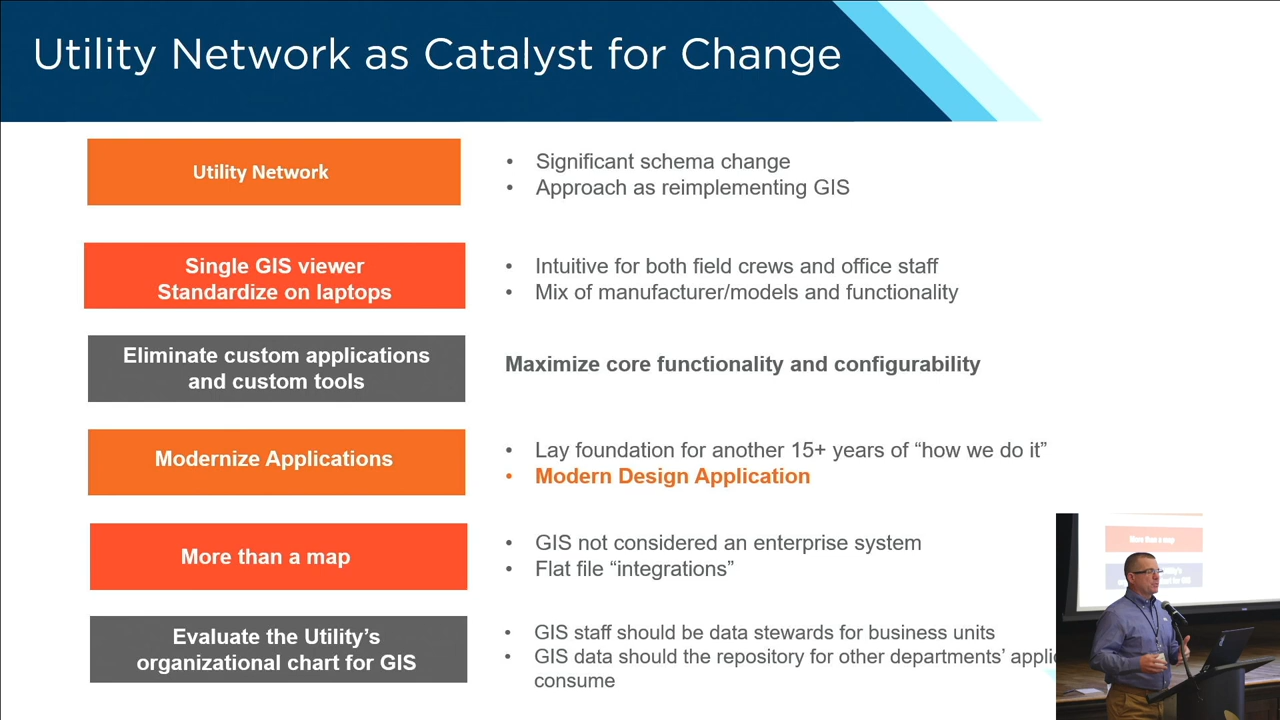 Utility Network as Catalyst for Change
Utility Network
• Significant schema change
• Approach as reimplementing GIS
Single GIS viewer
Standardize on laptops
• Intuitive for both field crews and office staff
• Mix of manufacturer/models and functionality
Eliminate custom applications
and custom tools
Maximize core functionality and configurability
Modernize Applications
• Lay foundation for another 15+ years of “how we do it”
• Modern Design Application
More than a map
• GIS not considered an enterprise system
• Flat file “integrations”
Evaluate the Utility’s
organizational chart for GIS
• GIS staff should be data stewards for business units
• GIS data should the repository for other departments’
consume
More than a map